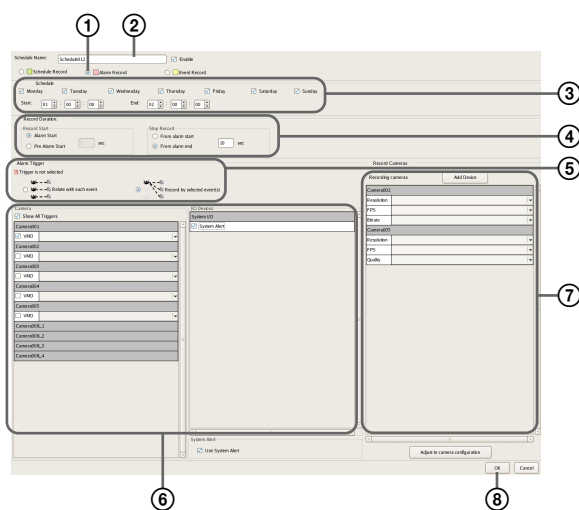 ① ②
Schedule Name: Schedule012 Enable
Schedule Record Alarm Record Event Record
Schedule
Monday Tuesday Wednesday Thursday Friday Saturday Sunday
③
Start: 01 : 00 : 00 End: 02 : 00 : 00
Record Duration:
Record Start Stop Record
Alarm Start From alarm start
④
Pre Alarm Start sec From alarm end 30 sec
Alarm Trigger Record Cameras
⑤
[!] Trigger is not selected
Recording cameras Add Device
Relate with each event Record by selected event(s)
Camera I/O Devices
Show All Triggers System I/O
System Alert
Camera001
VMD
Camera002
VMD
Camera003
VMD
Camera004
VMD
Camera005
VMD
Camera006_1
Camera006_2
Camera006_3
Camera006_4
Camera002
Resolution
FPS
Bitrate
Camera005
Resolution
FPS
Quality
⑦
System Alert
Use System Alert
Adjust to camera configuration
OK Cancel
⑥ ⑧